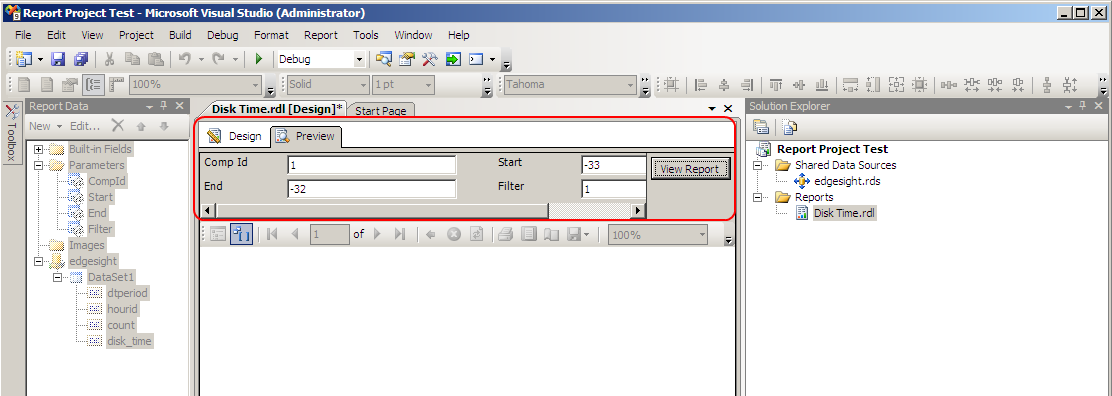 Report Project Test - Microsoft Visual Studio (Administrator)
File Edit View Project Build Debug Format Report Tools Window Help
Debug
100% Solid 1 pt Tahoma
Toolbox
Report Data
New Edit...
Built-in Fields
Parameters
CompId
Start
End
Filter
Images
edgesight
DataSet1
dtperiod
hourid
count
disk_time
Disk Time.rdl [Design]* Start Page
Design Preview
Comp Id 1 Start -33 View Report
End -32 Filter 1
1 of 100%
Solution Explorer
Report Project Test
Shared Data Sources
edgesight.rds
Reports
Disk Time.rdl